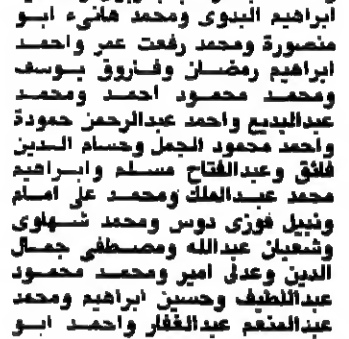 ابراهيم البدوى ومحمد هانىء ابو
منصورة ومحمد رفعت عمر واحمد
ابراهيم رمضان وفاروق يوسف
ومحمد محمود احمد ومحمد
عبدالبديع واحمد عبدالرحمن حمودة
واحمد محمود الجمل وحسام الدين
فائق وعبدالفتاح مسلم وابراهيم
محمد عبدالملك ومحمد على امام
ونبيل فوزى دوس ومحمد شهاوى
وشعبان عبدالله ومصطفى جمال
الدين وعدلى امير ومحمد محمود
عبداللطيف وحسين ابراهيم ومحمد
عبدالمنعم عبدالغفار واحمد ابو